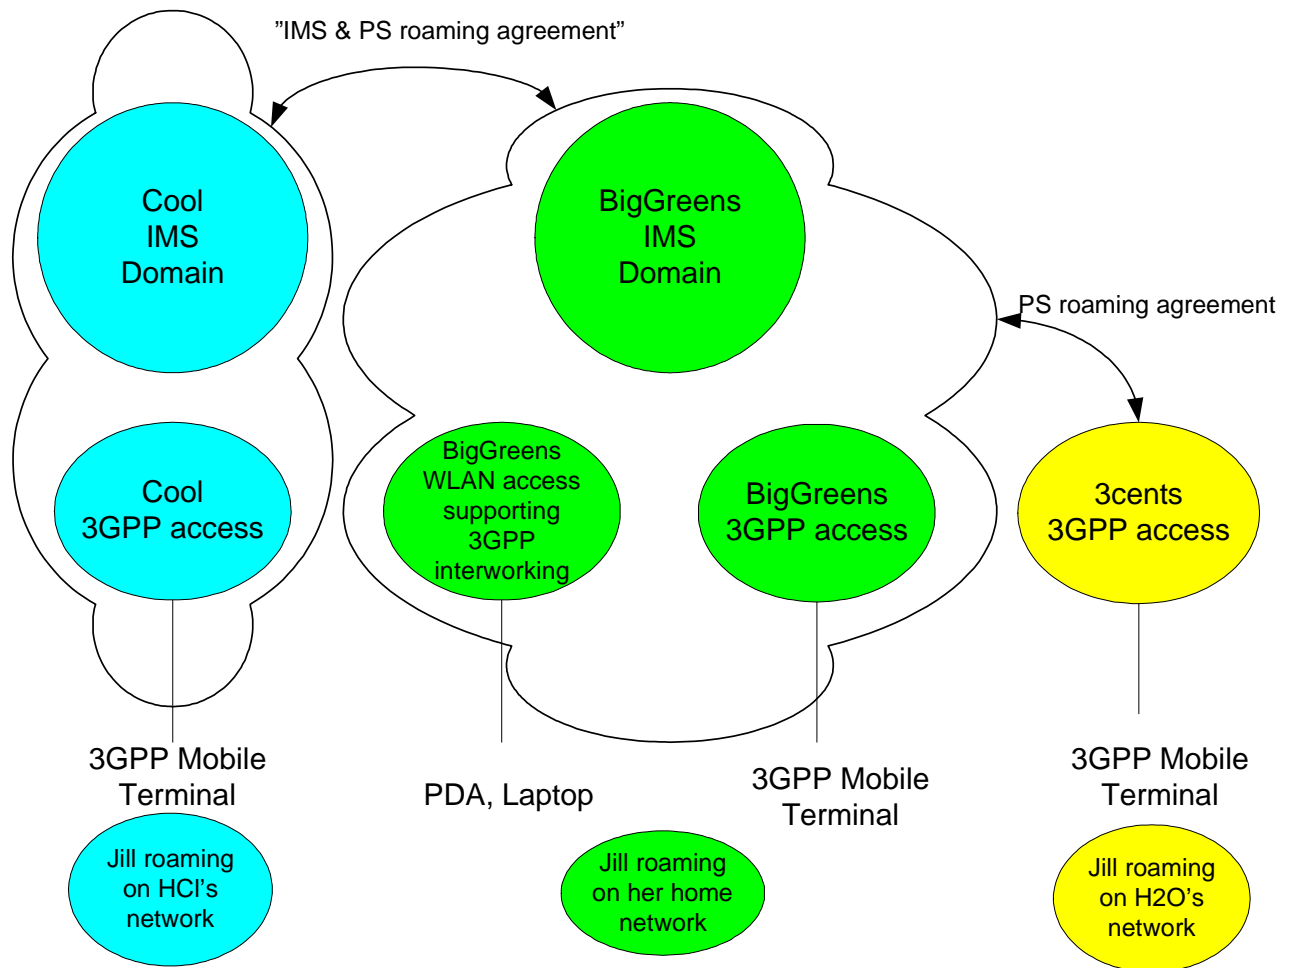 ”IMS & PS roaming agreement”
Cool
IMS
Domain
BigGreens
IMS
Domain
PS roaming agreement
Cool
3GPP access
BigGreens
WLAN access
supporting
3GPP
interworking
BigGreens
3GPP access
3cents
3GPP access
3GPP Mobile
Terminal
PDA, Laptop
3GPP Mobile
Terminal
3GPP Mobile
Terminal
Jill roaming
on HCl's
network
Jill roaming
on her home
network
Jill roaming
on H2O's
network